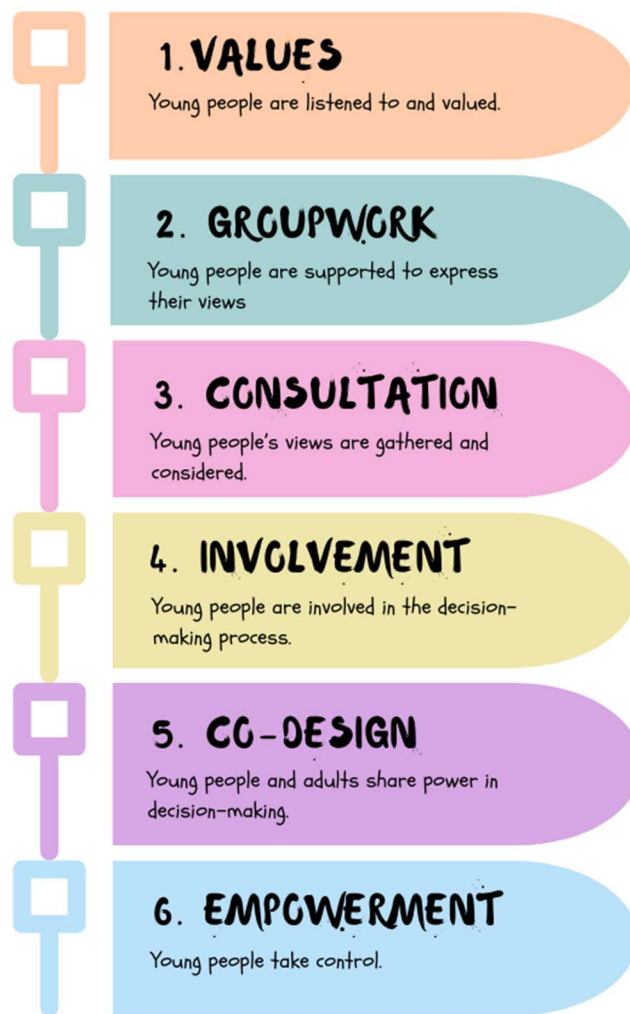 1. VALUES
Young people are listened to and valued.
2. GROUPWORK
Young people are supported to express
their views
3. CONSULTATION
Young people's views are gathered and
considered.
4. INVOLVEMENT
Young people are involved in the decision-
making process.
5. CO-DESIGN
Young people and adults share power in
decision-making.
6. EMPOWERMENT
Young people take control.